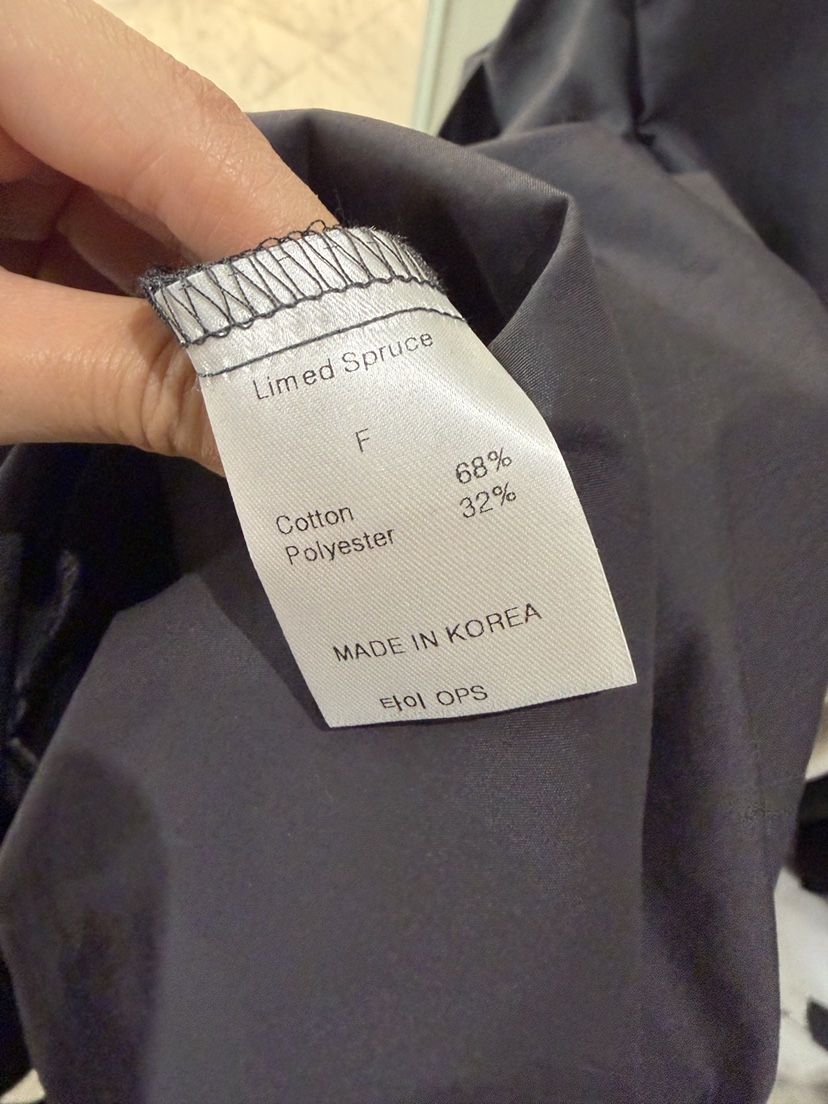 Limed Spruce
F
Cotton 68%
Polyester 32%
MADE IN KOREA
타이 OPS